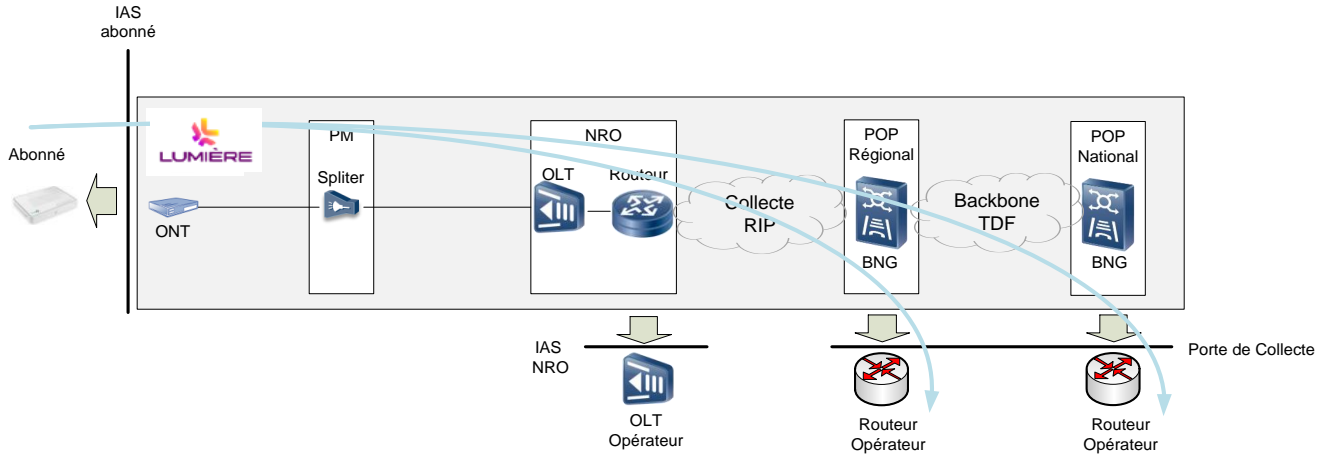 IAS
abonné
Abonné
LUMIÈRE
ONT
PM
Spliter
NRO
OLT
Routeur
Collecte
RIP
POP
Régional
BNG
Backbone
TDF
POP
National
BNG
IAS
NRO
OLT
Opérateur
Routeur
Opérateur
Routeur
Opérateur
Porte de Collecte